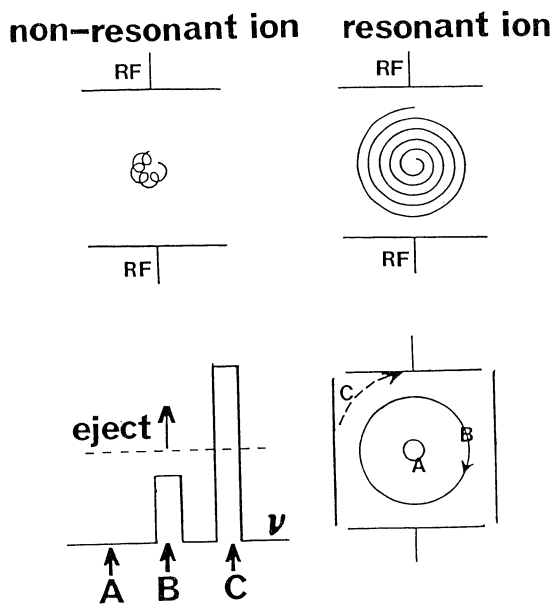 non-resonant ion
resonant ion
RF
RF
RF
RF
eject
ν
A
B
C
C
B
A